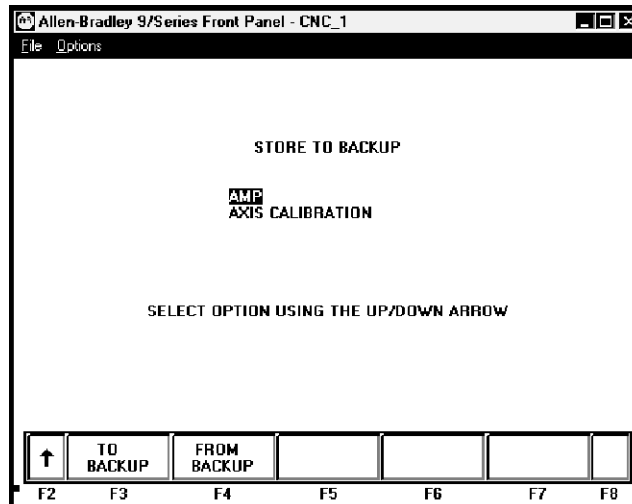 Allen-Bradley 9/Series Front Panel - CNC_1
File Options
STORE TO BACKUP
AMP
AXIS CALIBRATION
SELECT OPTION USING THE UP/DOWN ARROW
TO BACKUP
FROM BACKUP
F2 F3 F4 F5 F6 F7 F8